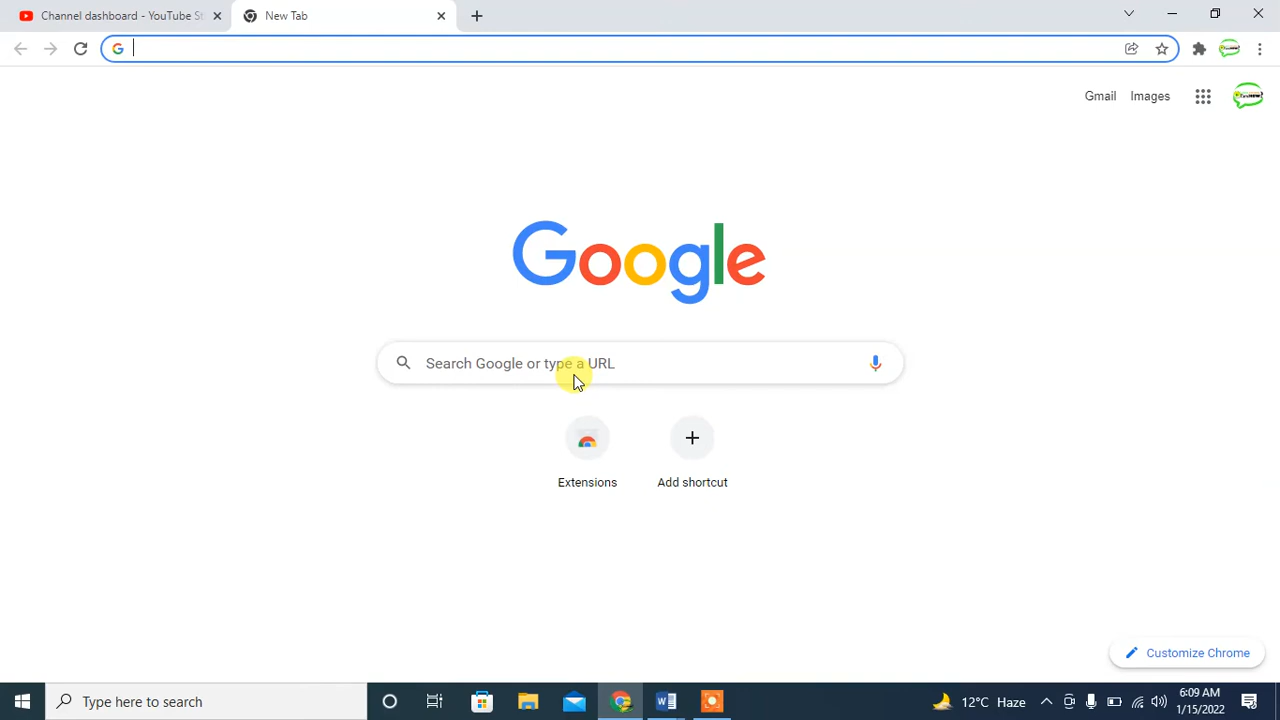 Channel dashboard - YouTube St
New Tab
Gmail
Images
Google
Search Google or type a URL
Extensions
Add shortcut
Customize Chrome
Type here to search
12°C Haze
6:09 AM
1/15/2022